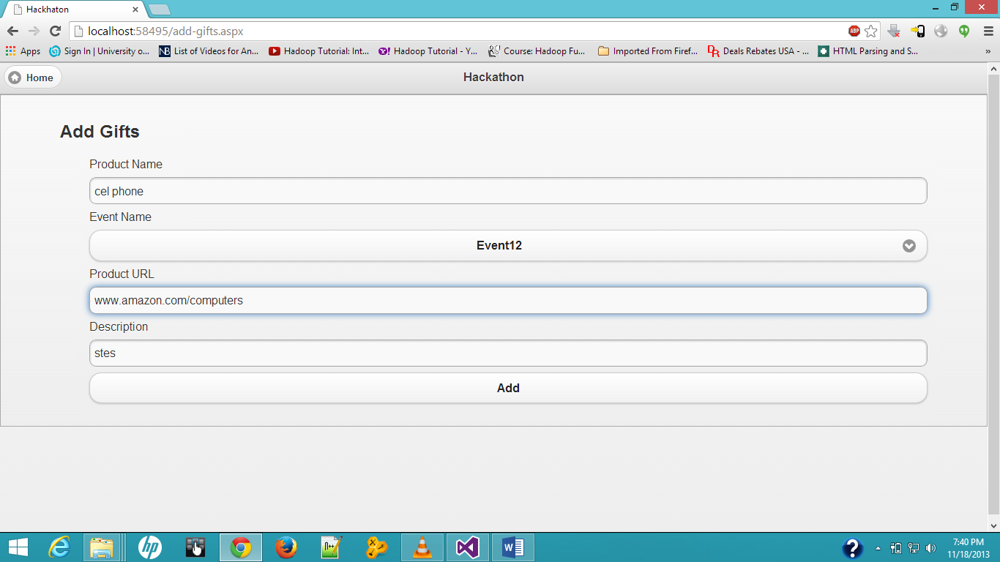 Hackhaton
localhost:58495/add-gifts.aspx
ABP
Apps Sign In | University o... NB List of Videos for An... Hadoop Tutorial: Int... Hadoop Tutorial - Y... Course: Hadoop Fu... Imported From Firef... DR Deals Rebates USA - ... HTML Parsing and S... »
Home Hackathon
Add Gifts
Product Name
cel phone
Event Name
Event12
Product URL
www.amazon.com/computers
Description
stes
Add
7:40 PM
11/18/2013